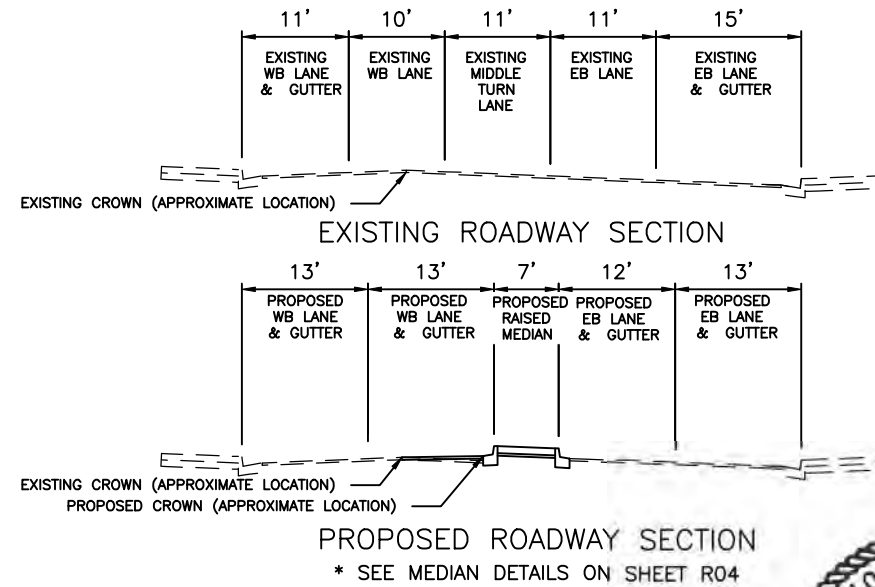 11' 10' 11' 11' 15'
EXISTING WB LANE & GUTTER
EXISTING WB LANE
EXISTING MIDDLE TURN LANE
EXISTING EB LANE
EXISTING EB LANE & GUTTER
EXISTING CROWN (APPROXIMATE LOCATION)
EXISTING ROADWAY SECTION
13' 13' 7' 12' 13'
PROPOSED WB LANE & GUTTER
PROPOSED WB LANE & GUTTER
PROPOSED RAISED MEDIAN
PROPOSED EB LANE & GUTTER
PROPOSED EB LANE & GUTTER
EXISTING CROWN (APPROXIMATE LOCATION)
PROPOSED CROWN (APPROXIMATE LOCATION)
PROPOSED ROADWAY SECTION
* SEE MEDIAN DETAILS ON SHEET R04